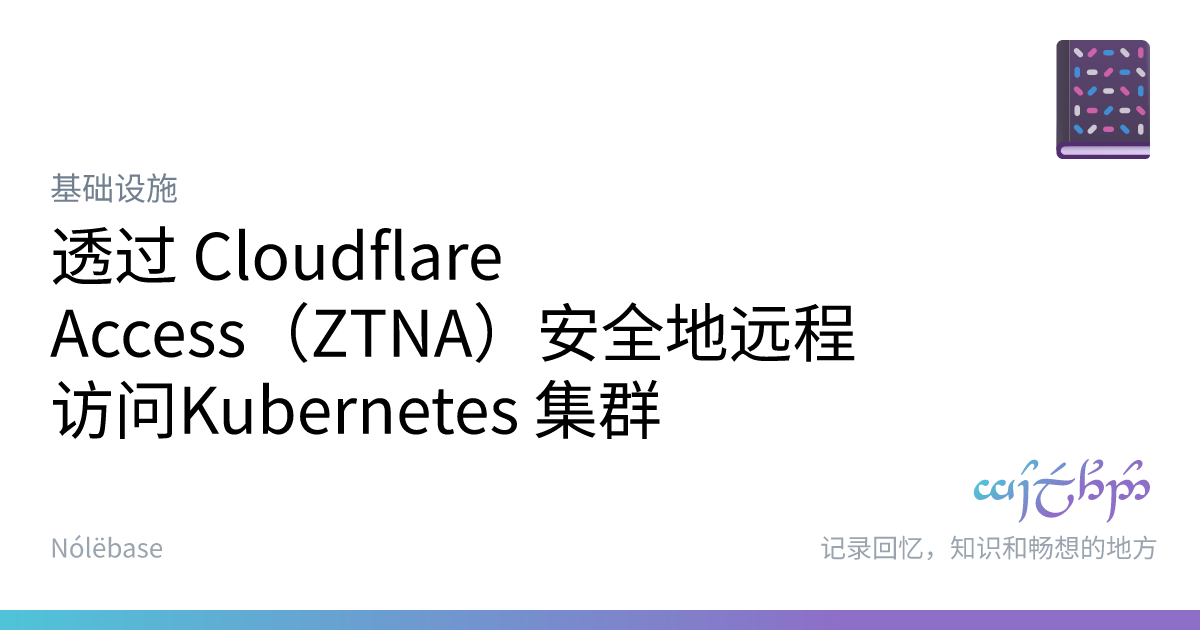 基础设施
透过 Cloudflare
Access（ZTNA）安全地远程
访问Kubernetes 集群
Nólëbase
记录回忆，知识和畅想的地方